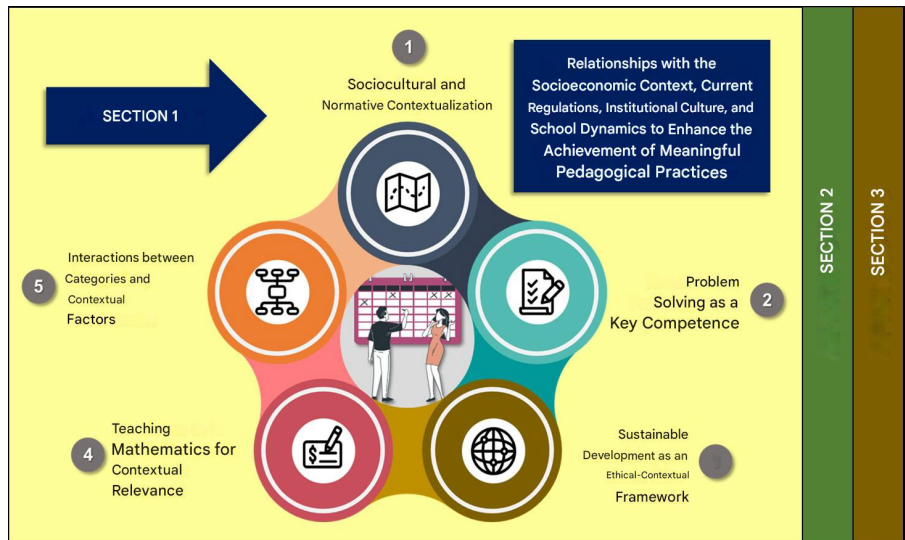 SECTION 1
1
Sociocultural and
Normative Contextualization
Relationships with the
Socioeconomic Context, Current
Regulations, Institutional Culture, and
School Dynamics to Enhance the
Achievement of Meaningful
Pedagogical Practices
2
Problem
Solving as a
Key Competence
Sustainable
Development as an
Ethical-Contextual
Framework
4
Teaching
Mathematics for
Contextual
Relevance
5
Interactions between
Categories and
Contextual
Factors
$
SECTION 2
SECTION 3